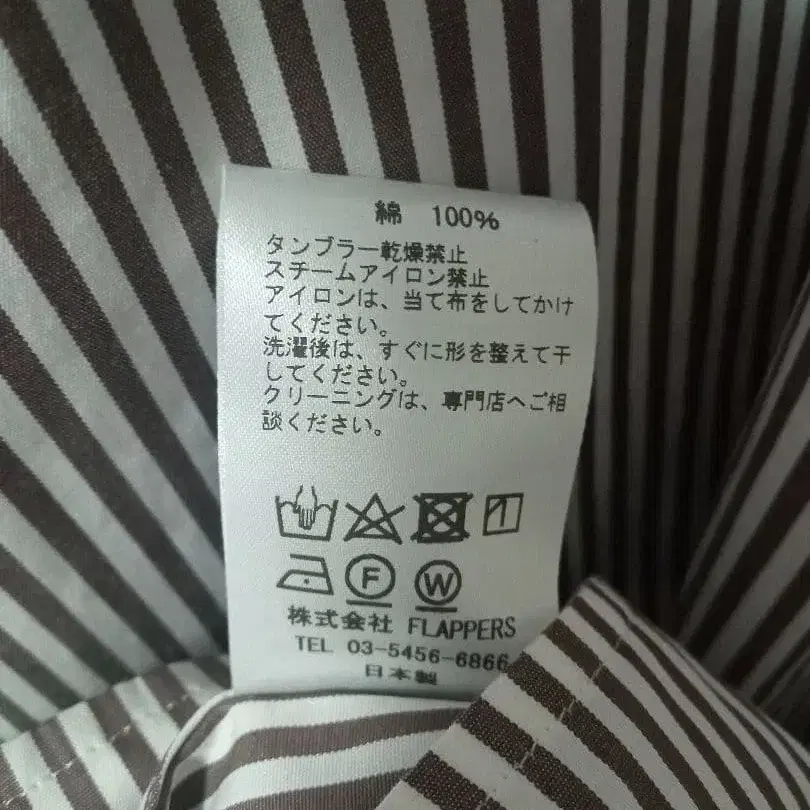 綿 100%
タンブラー乾燥禁止
スチームアイロン禁止
アイロンは、当て布をしてかけ
てください。
洗濯後は、すぐに形を整えて干
してください。
クリーニングは、専門店へご相
談ください。
F W
株式会社 FLAPPERS
TEL 03-5456-6866
日本製